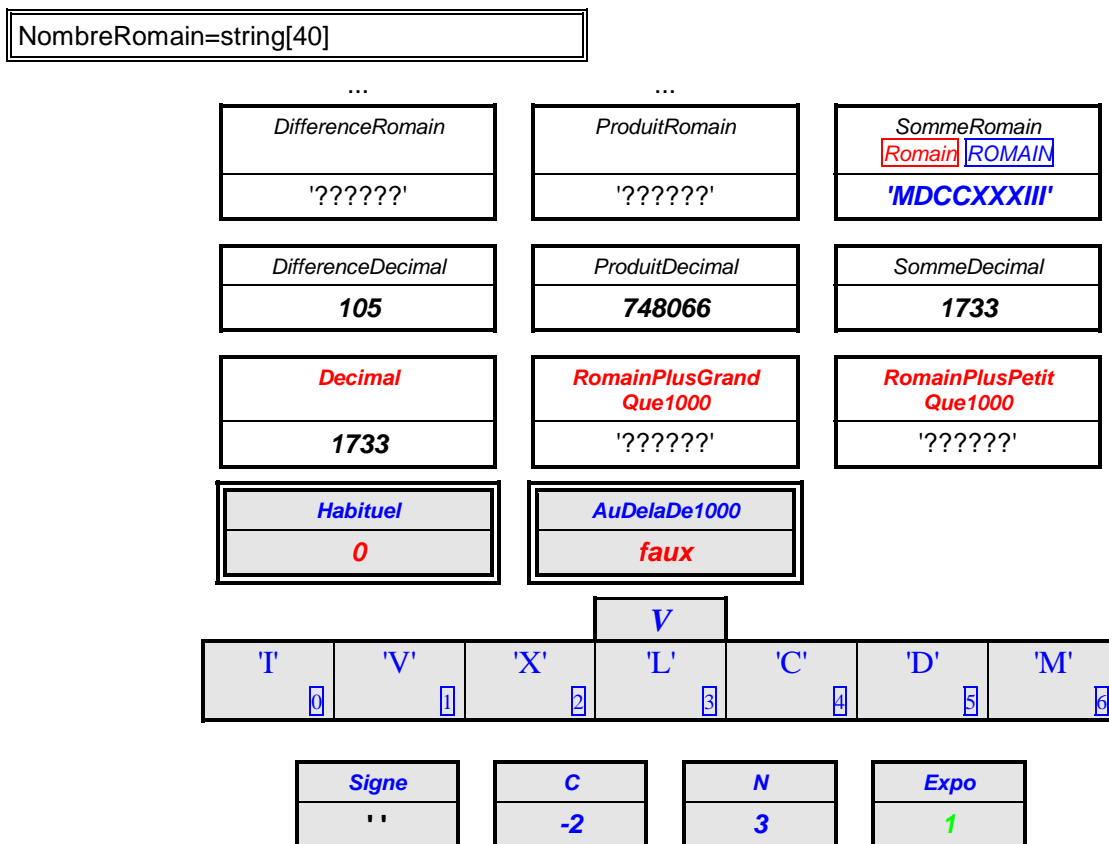 NombreRomain=string[40]
... ...
DifferenceRomain ProduitRomain SommeRomain
Romain ROMAIN
'??????' '??????' 'MDCCXXXIII'
DifferenceDecimal ProduitDecimal SommeDecimal
105 748066 1733
Decimal RomainPlusGrand RomainPlusPetit
Que1000 Que1000
1733 '??????' '??????'
Habituel AuDelaDe1000
0 faux
V
'I' 'V' 'X' 'L' 'C' 'D' 'M'
0 1 2 3 4 5 6
Signe C N Expo
' ' -2 3 1